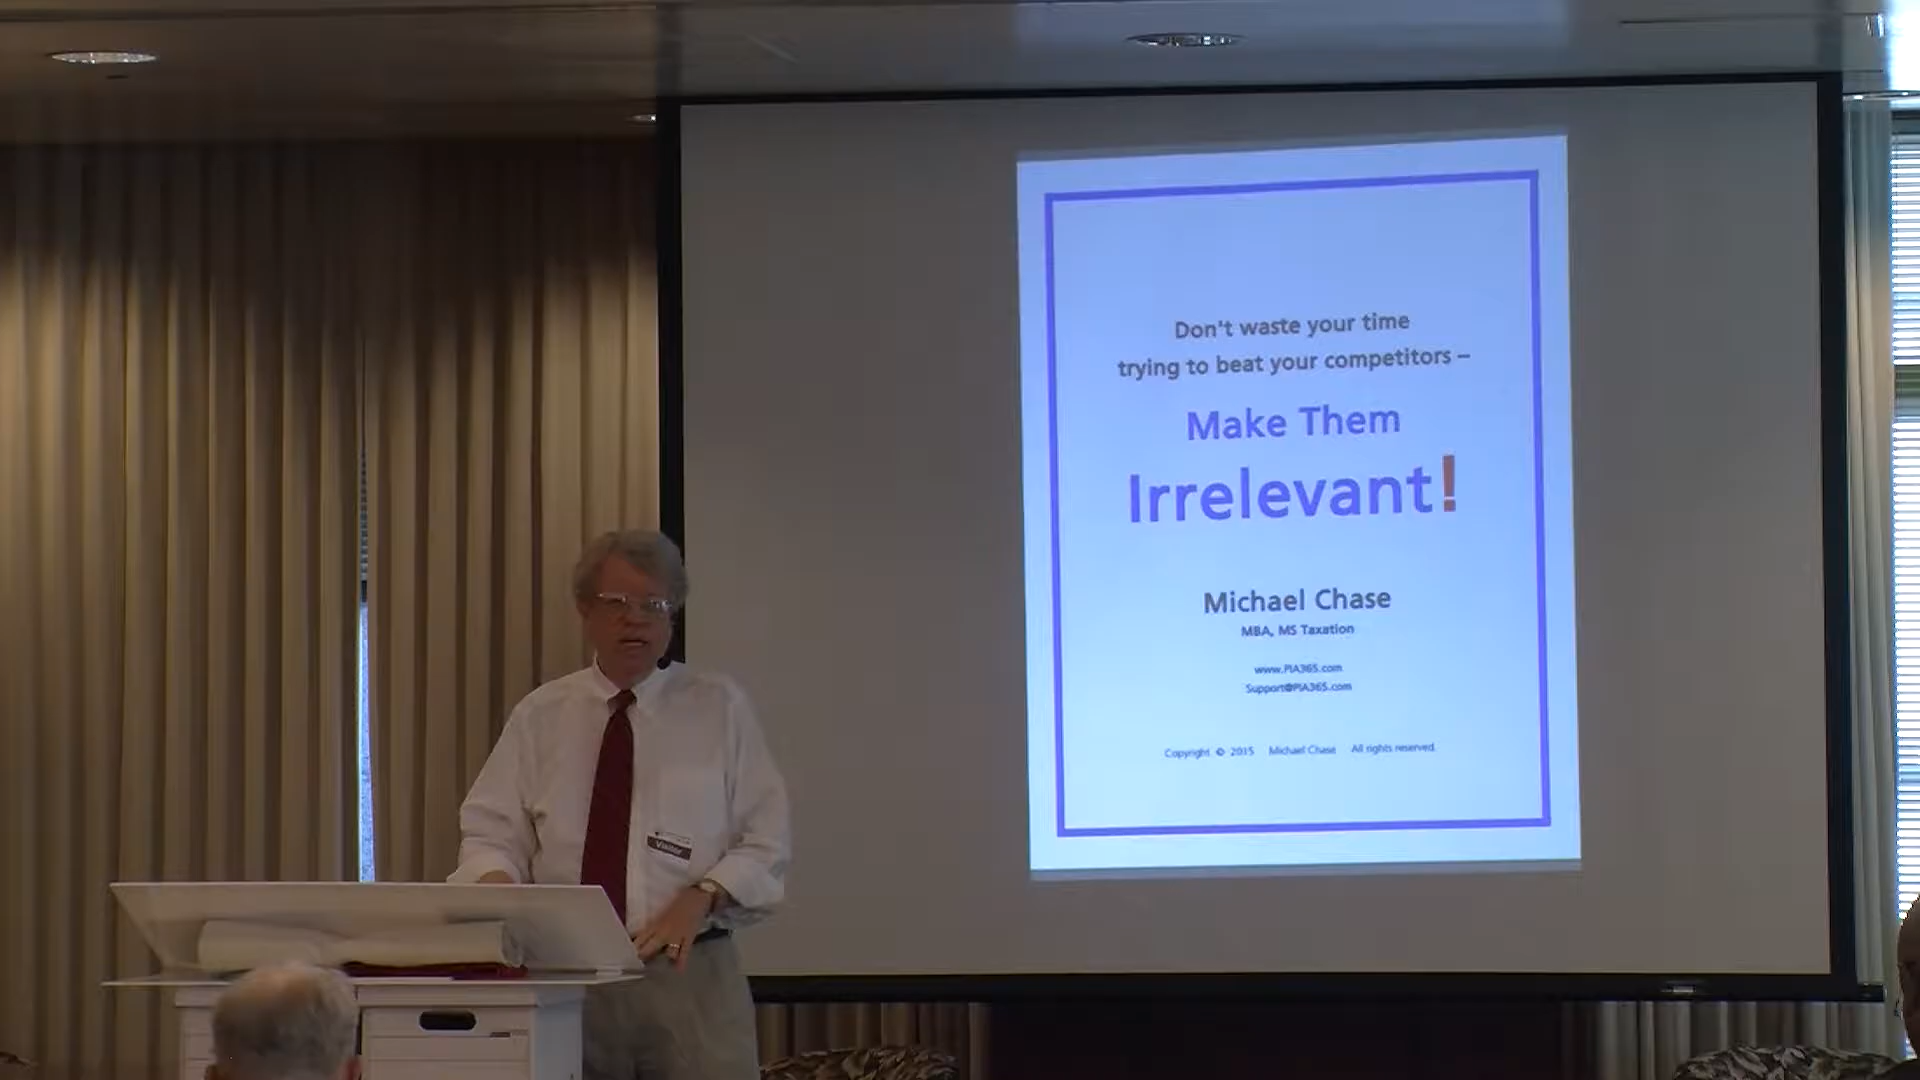 Don't waste your time
trying to beat your competitors –
Make Them
Irrelevant!
Michael Chase
MBA, MS Taxation
www.PIA365.com
Support@PIA365.com
Copyright © 2015 Michael Chase All rights reserved.
Visitor